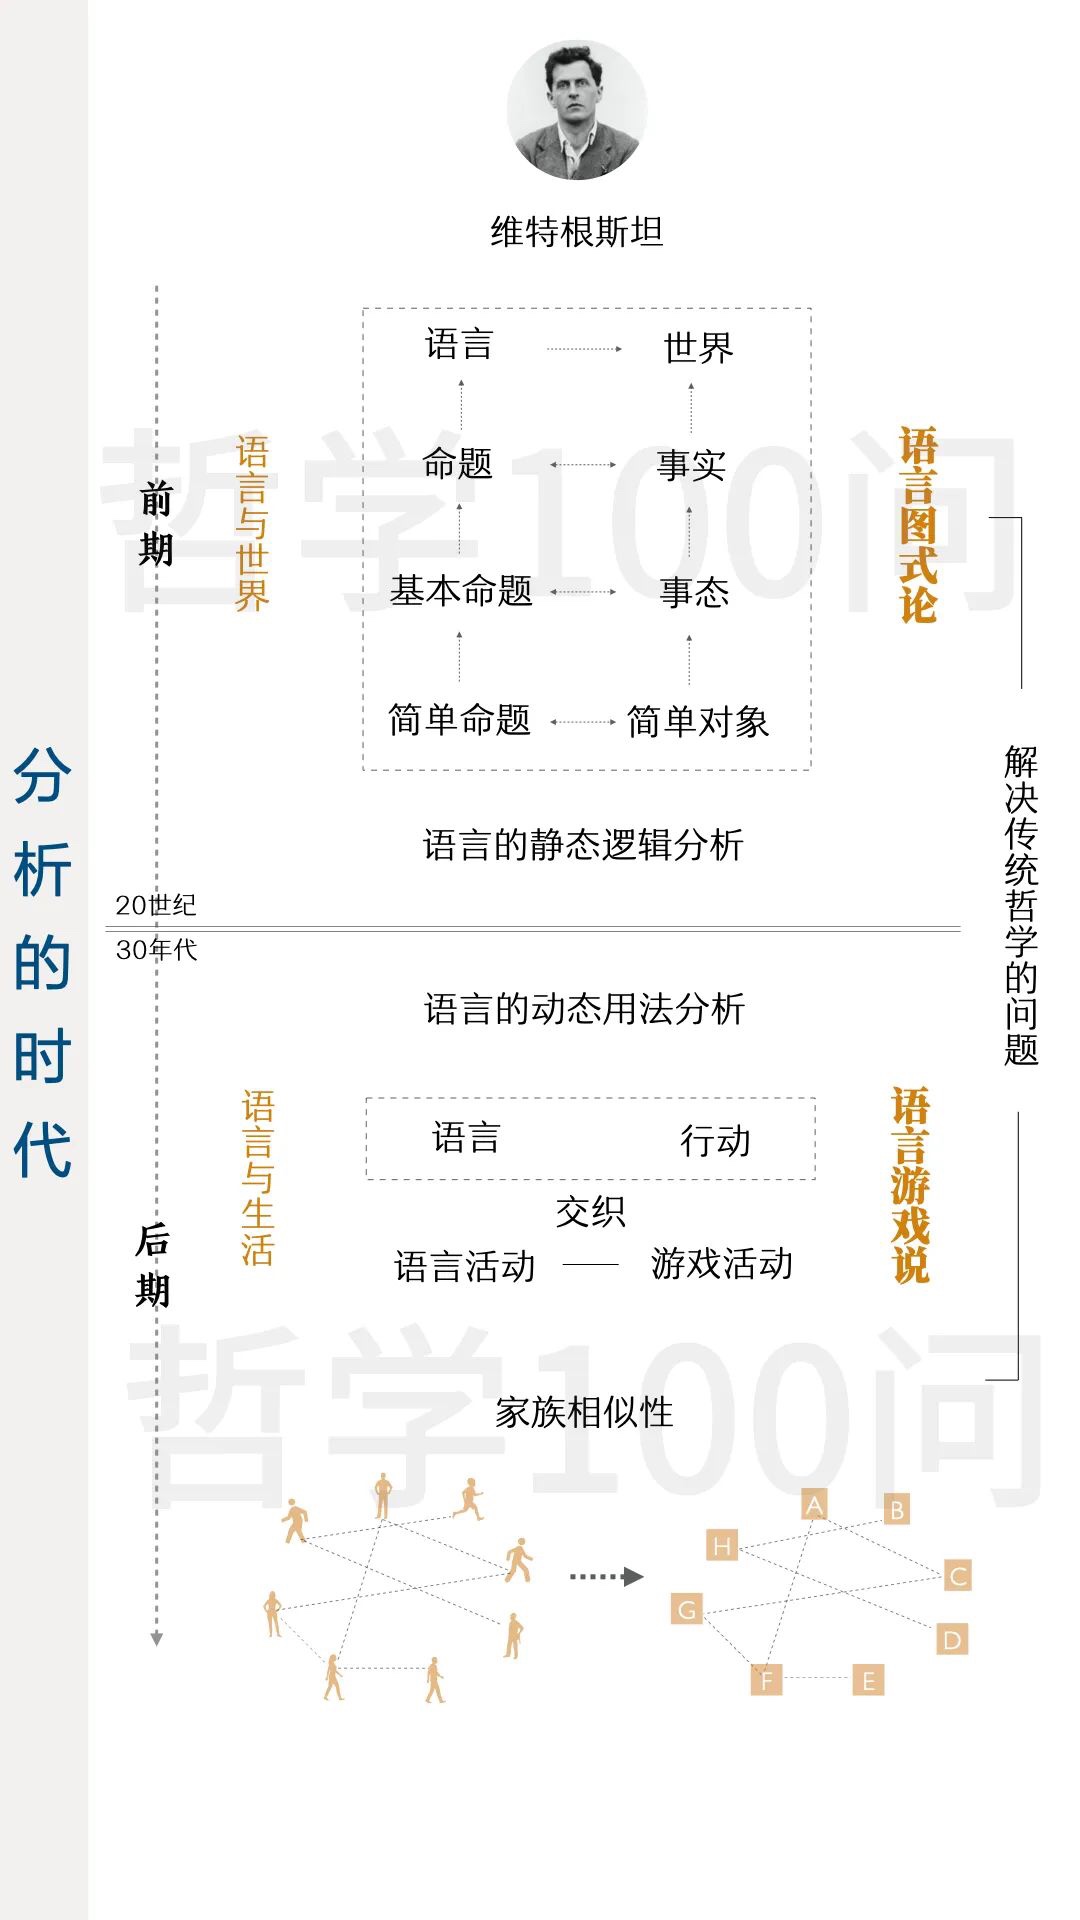 维特根斯坦
分析的时代
前期
语言与世界
语言 世界
命题 事实
基本命题 事态
简单命题 简单对象
语言图式论
哲学100问
语言的静态逻辑分析
20世纪
30年代
解决传统哲学的问题
语言的动态用法分析
后期
语言与生活
语言 行动
交织
语言活动 游戏活动
语言游戏说
哲学100问
家族相似性
A
B
H
C
G
D
F
E